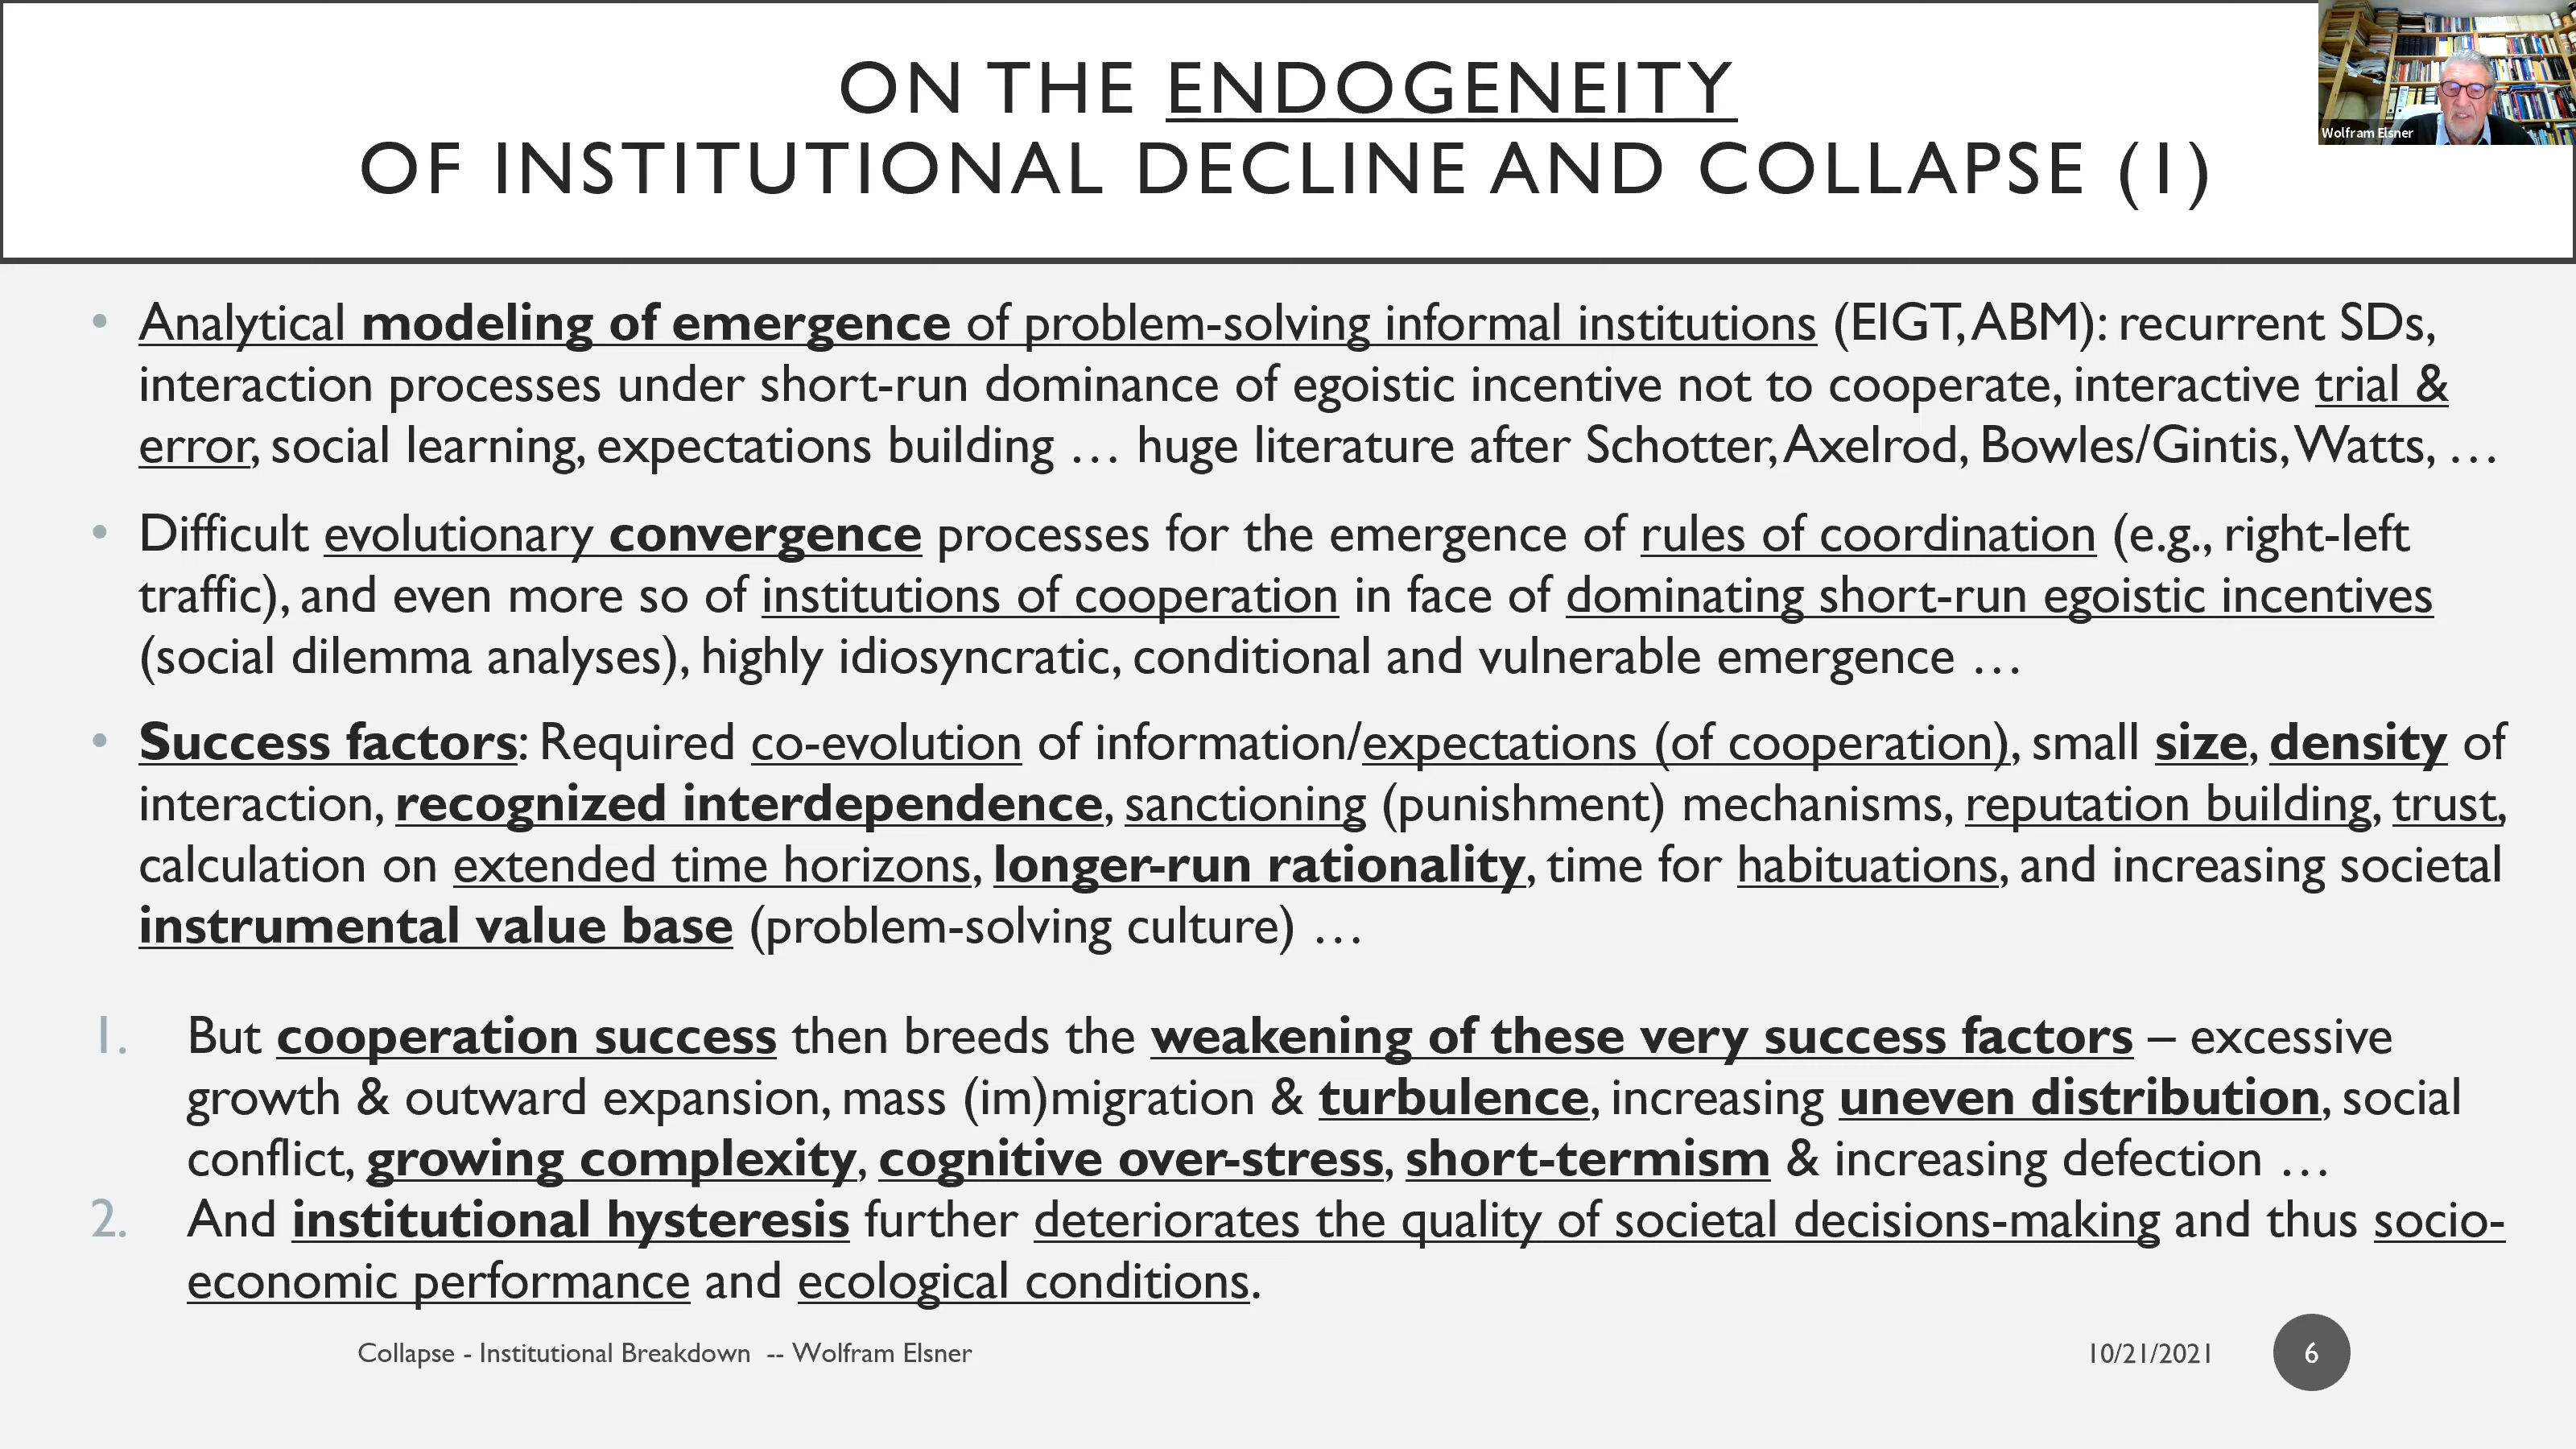 ON THE ENDOGENEITY
OF INSTITUTIONAL DECLINE AND COLLAPSE (1)
Wolfram Elsner
• Analytical modeling of emergence of problem-solving informal institutions (EIGT, ABM): recurrent SDs,
interaction processes under short-run dominance of egoistic incentive not to cooperate, interactive trial &
error, social learning, expectations building … huge literature after Schotter, Axelrod, Bowles/Gintis, Watts, …
• Difficult evolutionary convergence processes for the emergence of rules of coordination (e.g., right-left
traffic), and even more so of institutions of cooperation in face of dominating short-run egoistic incentives
(social dilemma analyses), highly idiosyncratic, conditional and vulnerable emergence …
• Success factors: Required co-evolution of information/expectations (of cooperation), small size, density of
interaction, recognized interdependence, sanctioning (punishment) mechanisms, reputation building, trust,
calculation on extended time horizons, longer-run rationality, time for habituations, and increasing societal
instrumental value base (problem-solving culture) …
1. But cooperation success then breeds the weakening of these very success factors – excessive
growth & outward expansion, mass (im)migration & turbulence, increasing uneven distribution, social
conflict, growing complexity, cognitive over-stress, short-termism & increasing defection …
2. And institutional hysteresis further deteriorates the quality of societal decisions-making and thus socio-
economic performance and ecological conditions.
Collapse - Institutional Breakdown -- Wolfram Elsner
10/21/2021
6